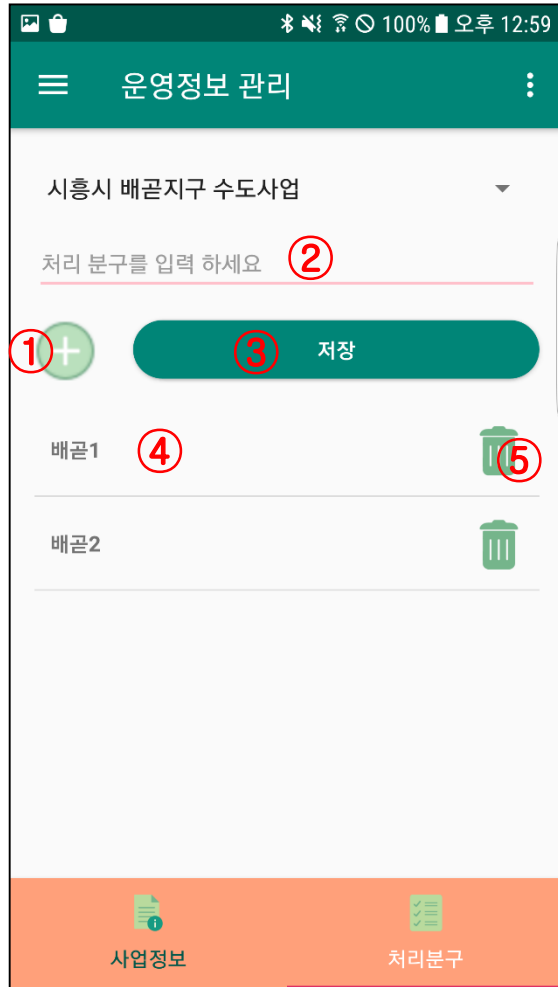 100% 오후 12:59
운영정보 관리
시흥시 배곧지구 수도사업
처리 분구를 입력 하세요 ②
① ③ 저장
배곧1 ④ ⑤
배곧2
사업정보 처리분구